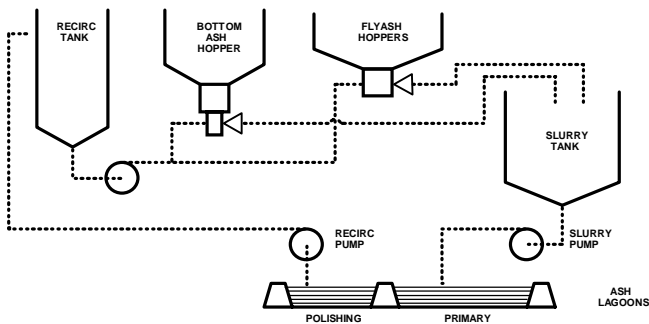 RECIRC
TANK
BOTTOM
ASH
HOPPER
FLYASH
HOPPERS
SLURRY
TANK
RECIRC
PUMP
SLURRY
PUMP
ASH
LAGOONS
POLISHING
PRIMARY